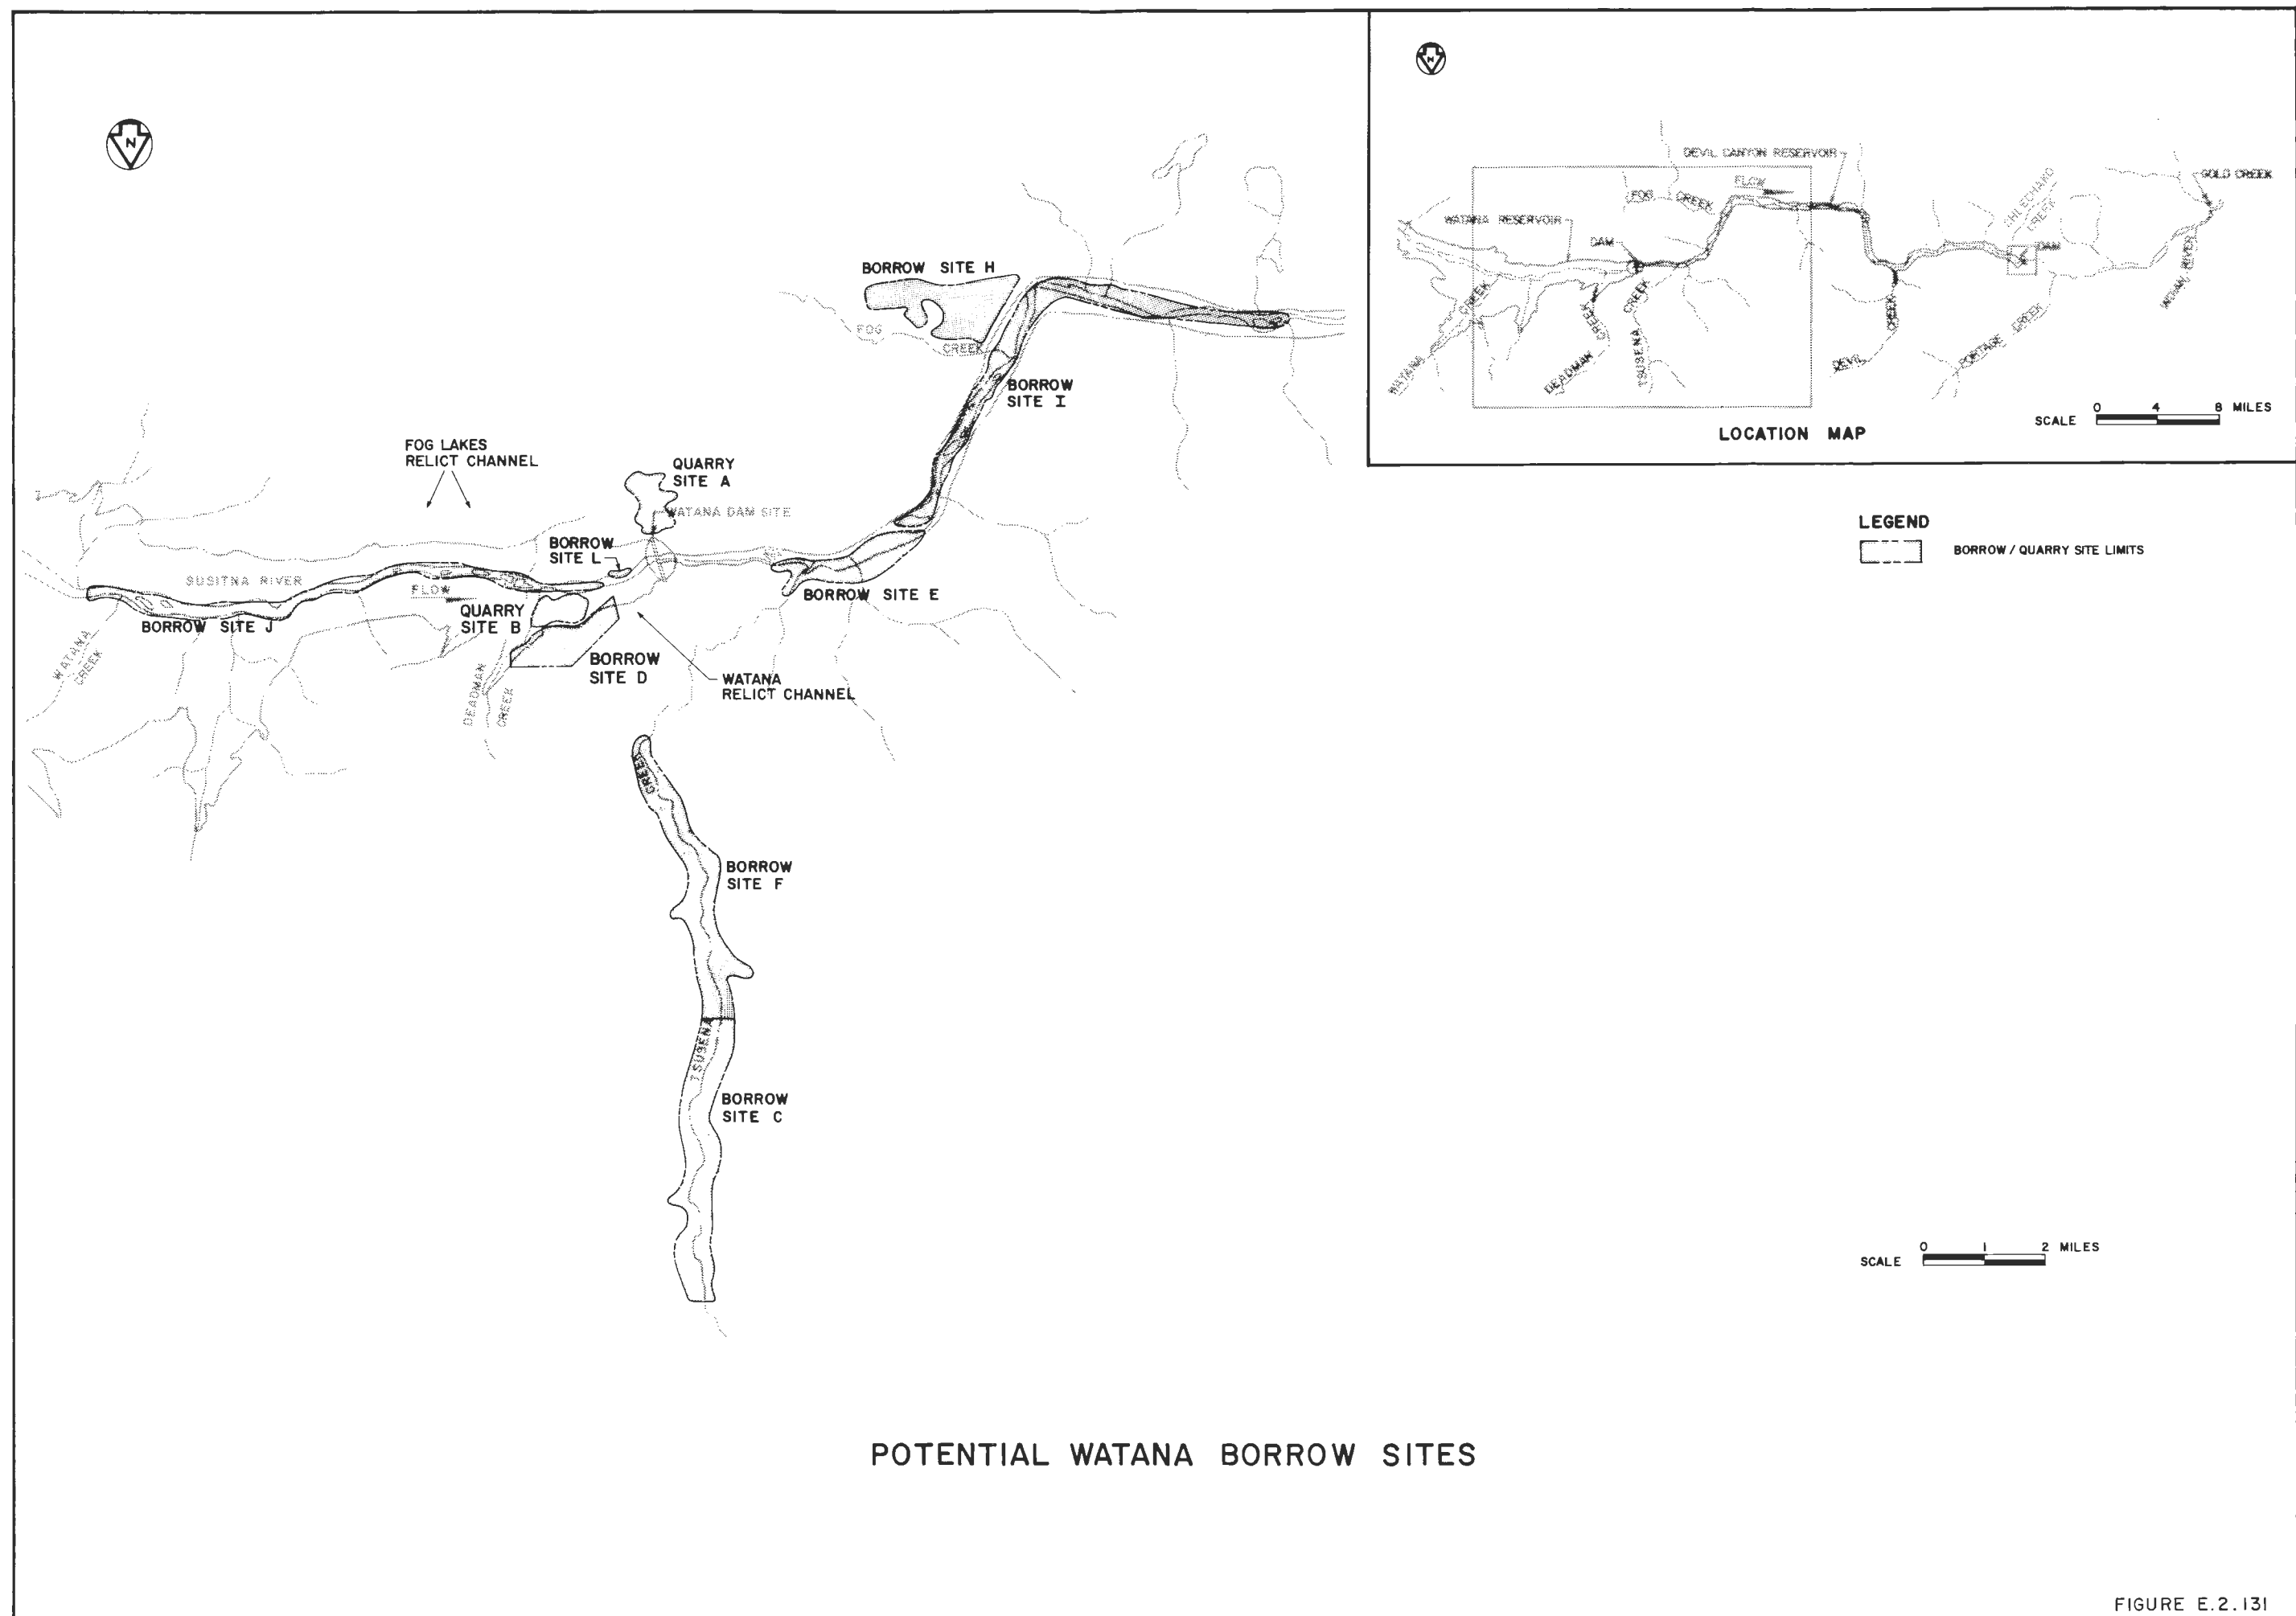 N
N
DEVIL CANYON RESERVOIR
GOLD CREEK
FLOW
FOG
CREEK
CHEECHAKO
CREEK
WATANA RESERVOIR
DAM
DAM
INDIAN RIVER
CREEK
WATANA
CREEK
DEADMAN
CREEK
TSUSENA
CREEK
DEVIL
CREEK
PORTAGE
SCALE
0 4 8 MILES
LOCATION MAP
BORROW SITE H
FOG
CREEK
BORROW
SITE I
FOG LAKES
RELICT CHANNEL
QUARRY
SITE A
WATANA DAM SITE
LEGEND
BORROW / QUARRY SITE LIMITS
BORROW
SITE L
SUSITNA RIVER
FLOW
BORROW SITE E
QUARRY
SITE B
BORROW SITE J
WATANA
CREEK
BORROW
SITE D
DEADMAN
CREEK
WATANA
RELICT CHANNEL
CREEK
BORROW
SITE F
TSUSENA
BORROW
SITE C
SCALE
0 1 2 MILES
POTENTIAL WATANA BORROW SITES
FIGURE E.2.131